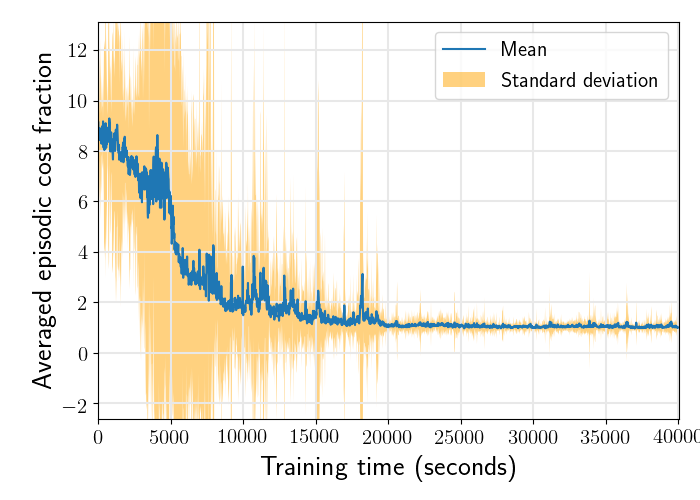 12
10
8
6
4
2
0
−2
Averaged episodic cost fraction
Mean
Standard deviation
0 5000 10000 15000 20000 25000 30000 35000 40000
Training time (seconds)